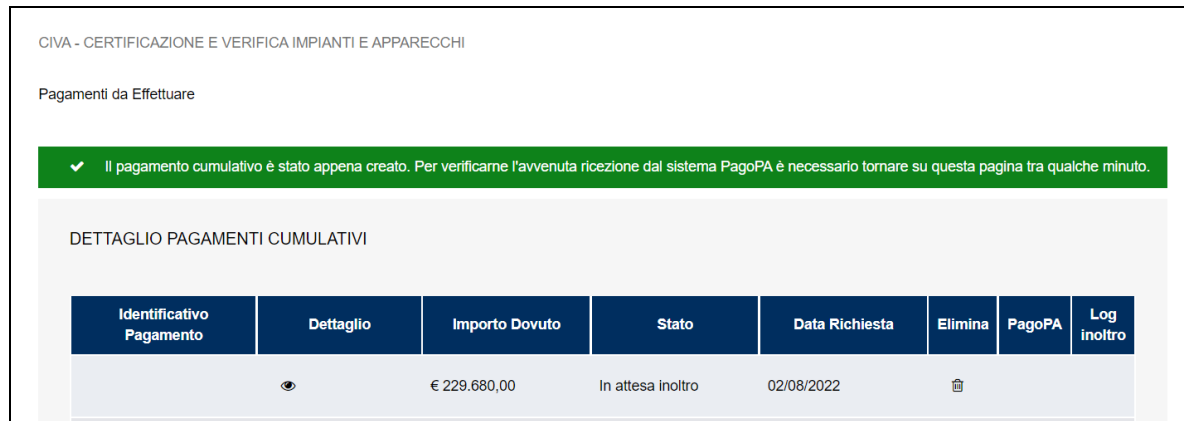 CIVA - CERTIFICAZIONE E VERIFICA IMPIANTI E APPARECCHI
Pagamenti da Effettuare
Il pagamento cumulativo è stato appena creato. Per verificarne l'avvenuta ricezione dal sistema PagoPA è necessario tornare su questa pagina tra qualche minuto.
DETTAGLIO PAGAMENTI CUMULATIVI
Identificativo Pagamento Dettaglio Importo Dovuto Stato Data Richiesta Elimina PagoPA Log inoltro
€ 229.680,00 In attesa inoltro 02/08/2022